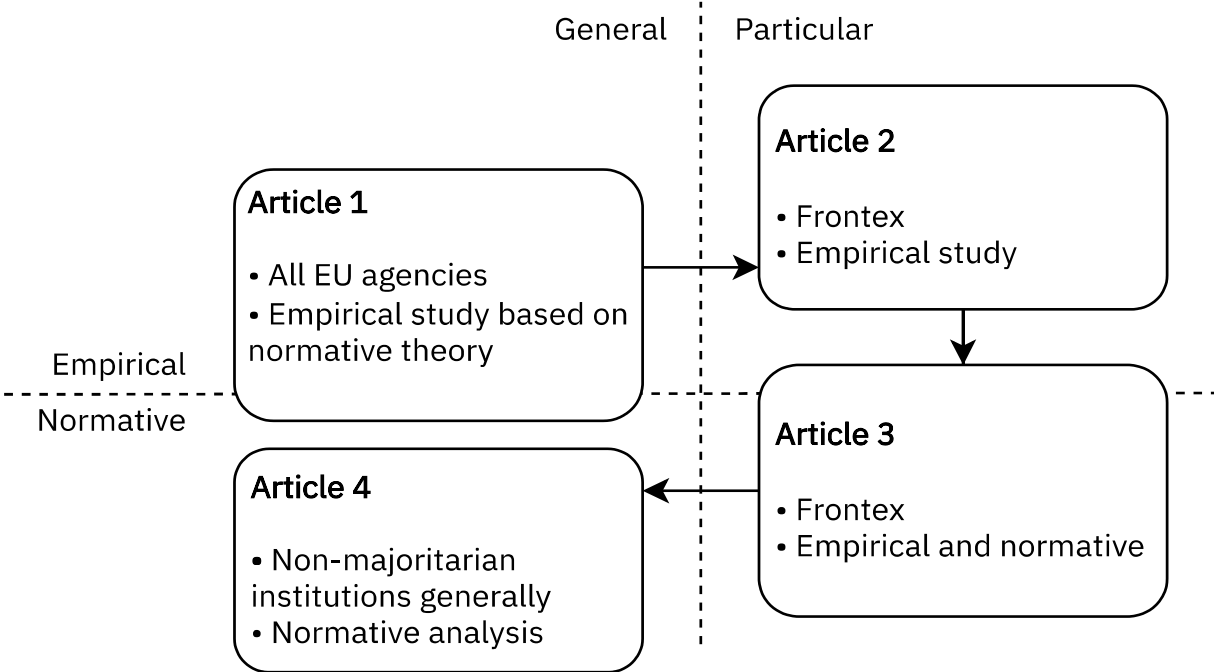 General
Particular
Article 1
• All EU agencies
• Empirical study based on
normative theory
Article 2
• Frontex
• Empirical study
Empirical
Normative
Article 3
• Frontex
• Empirical and normative
Article 4
• Non-majoritarian
institutions generally
• Normative analysis